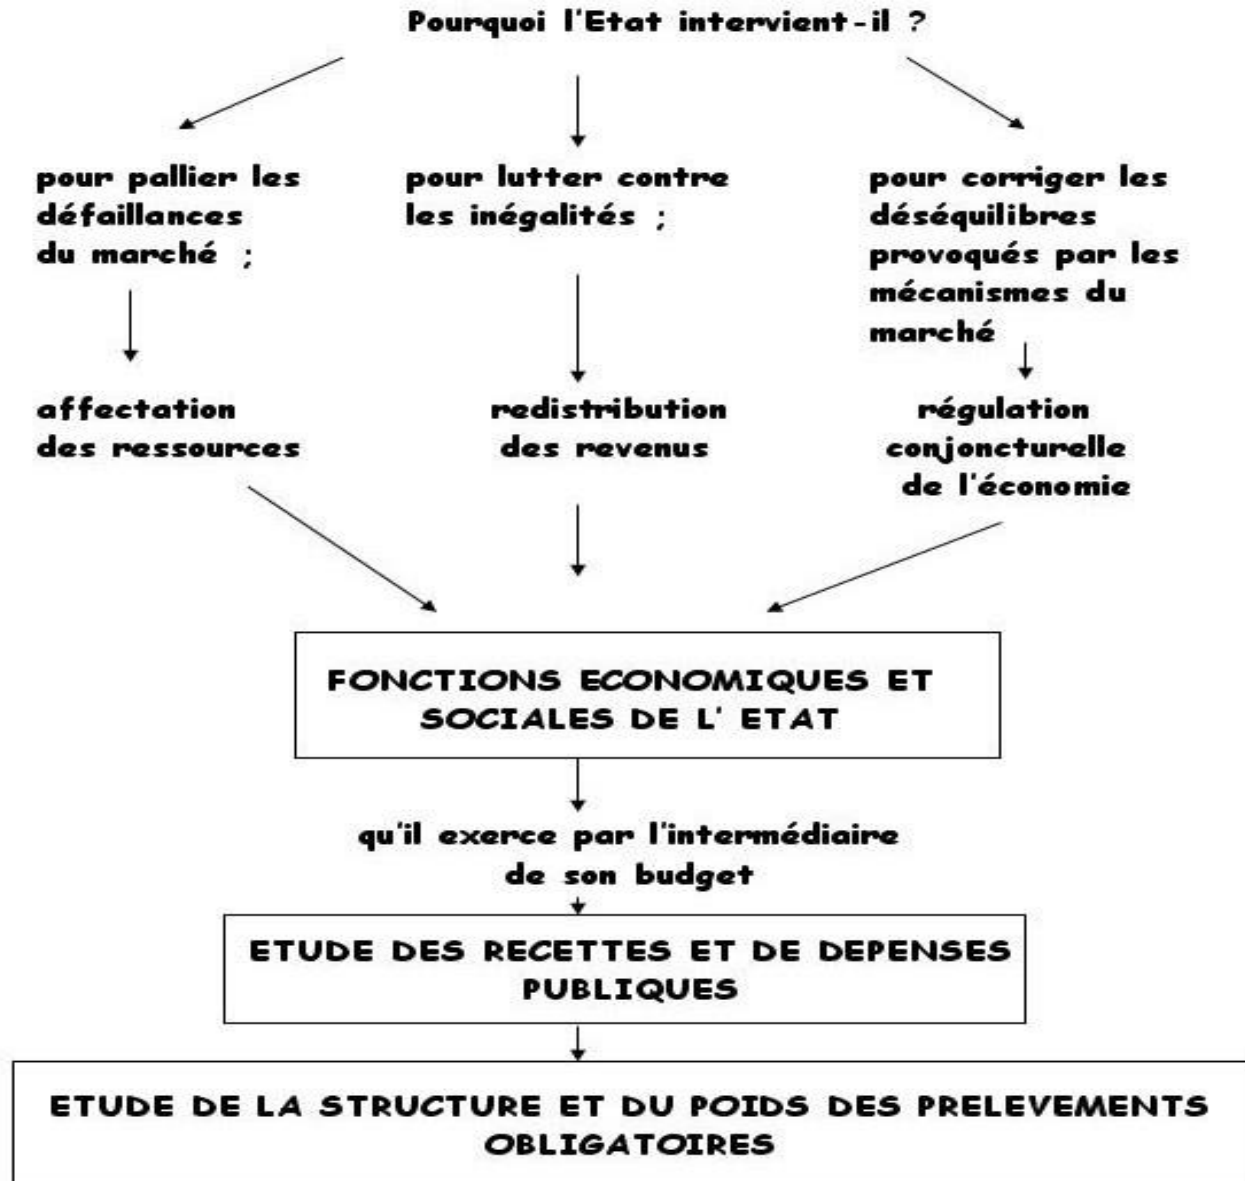 Pourquoi l'Etat intervient-il ?
pour pallier les
défaillances
du marché ;
pour lutter contre
les inégalités ;
pour corriger les
déséquilibres
provoqués par les
mécanismes du
marché
affectation
des ressources
redistribution
des revenus
régulation
conjoncturelle
de l'économie
FONCTIONS ECONOMIQUES ET
SOCIALES DE L' ETAT
qu'il exerce par l'intermédiaire
de son budget
ETUDE DES RECETTES ET DE DEPENSES
PUBLIQUES
ETUDE DE LA STRUCTURE ET DU POIDS DES PRELEVEMENTS
OBLIGATOIRES